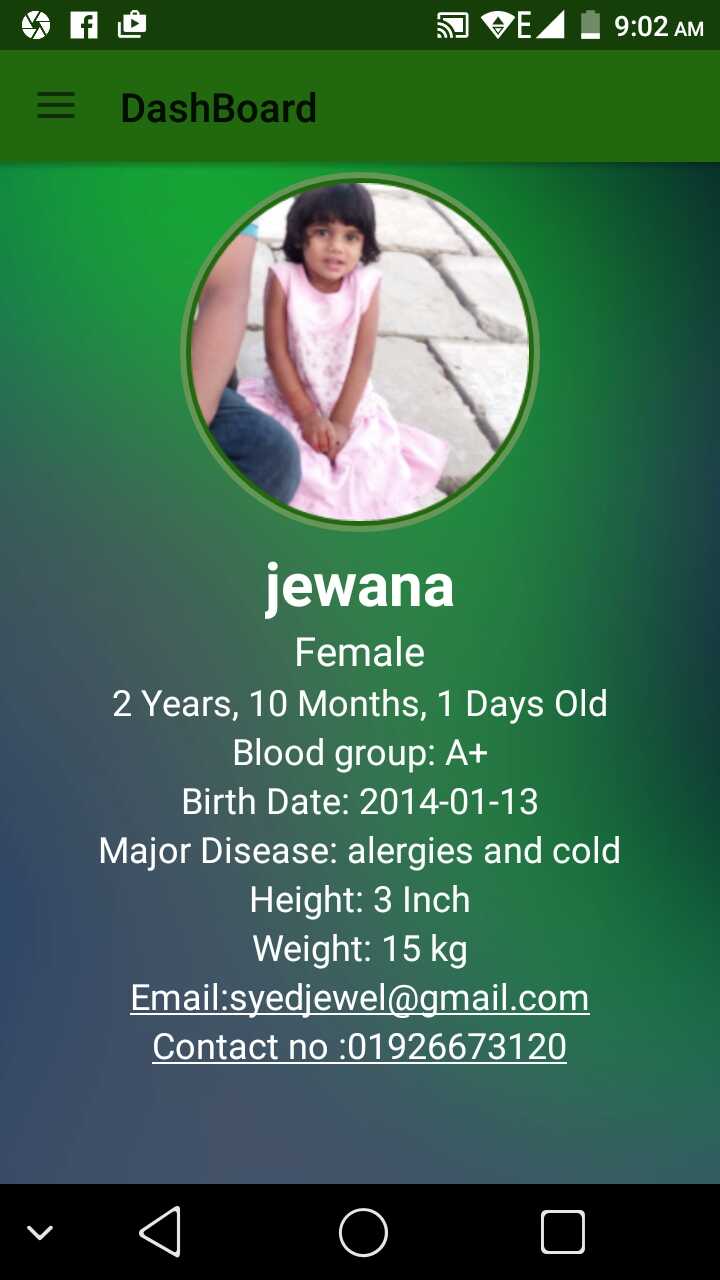 9:02 AM
DashBoard
jewana
Female
2 Years, 10 Months, 1 Days Old
Blood group: A+
Birth Date: 2014-01-13
Major Disease: alergies and cold
Height: 3 Inch
Weight: 15 kg
Email:syedjewel@gmail.com
Contact no :01926673120